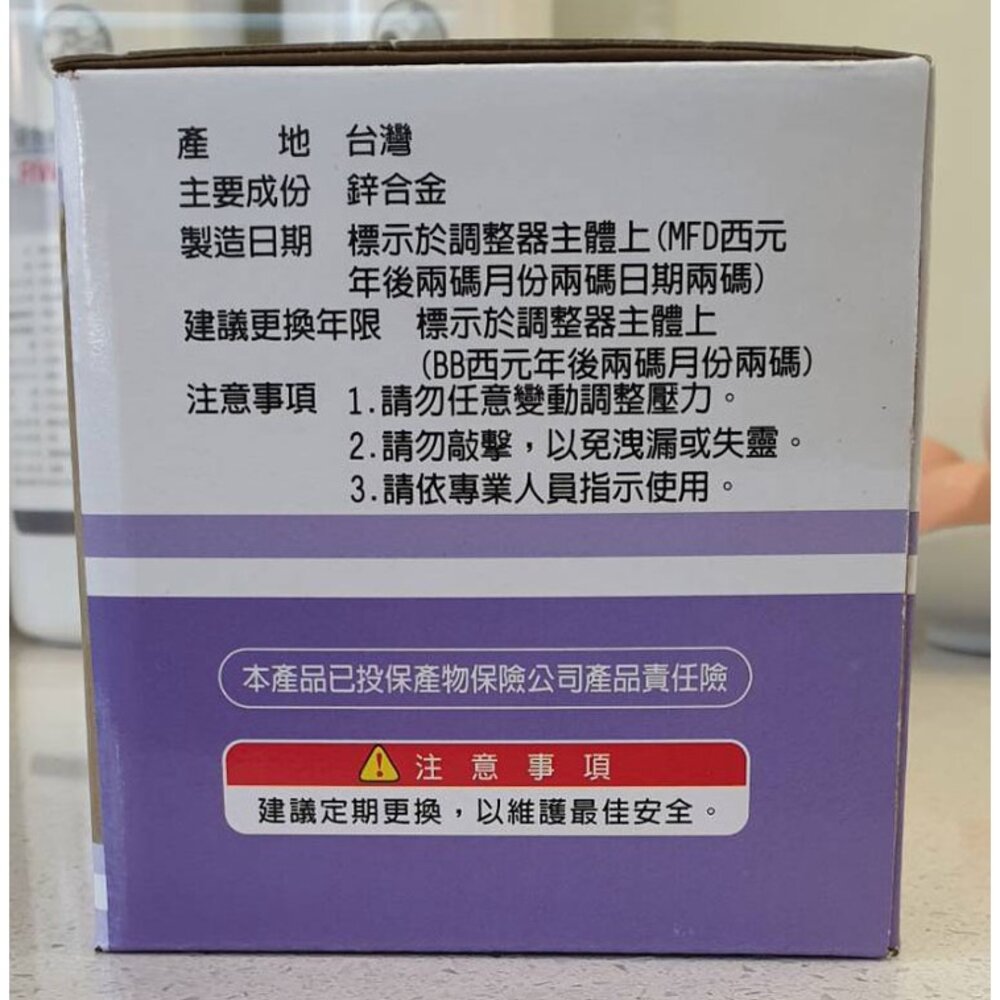 產 地 台灣
主要成份 鋅合金
製造日期 標示於調整器主體上(MFD西元
年後兩碼月份兩碼日期兩碼)
建議更換年限 標示於調整器主體上
(BB西元年後兩碼月份兩碼)
注意事項 1.請勿任意變動調整壓力。
2.請勿敲擊，以免洩漏或失靈。
3.請依專業人員指示使用。
本產品已投保產物保險公司產品責任險
注意事項
建議定期更換，以維護最佳安全。